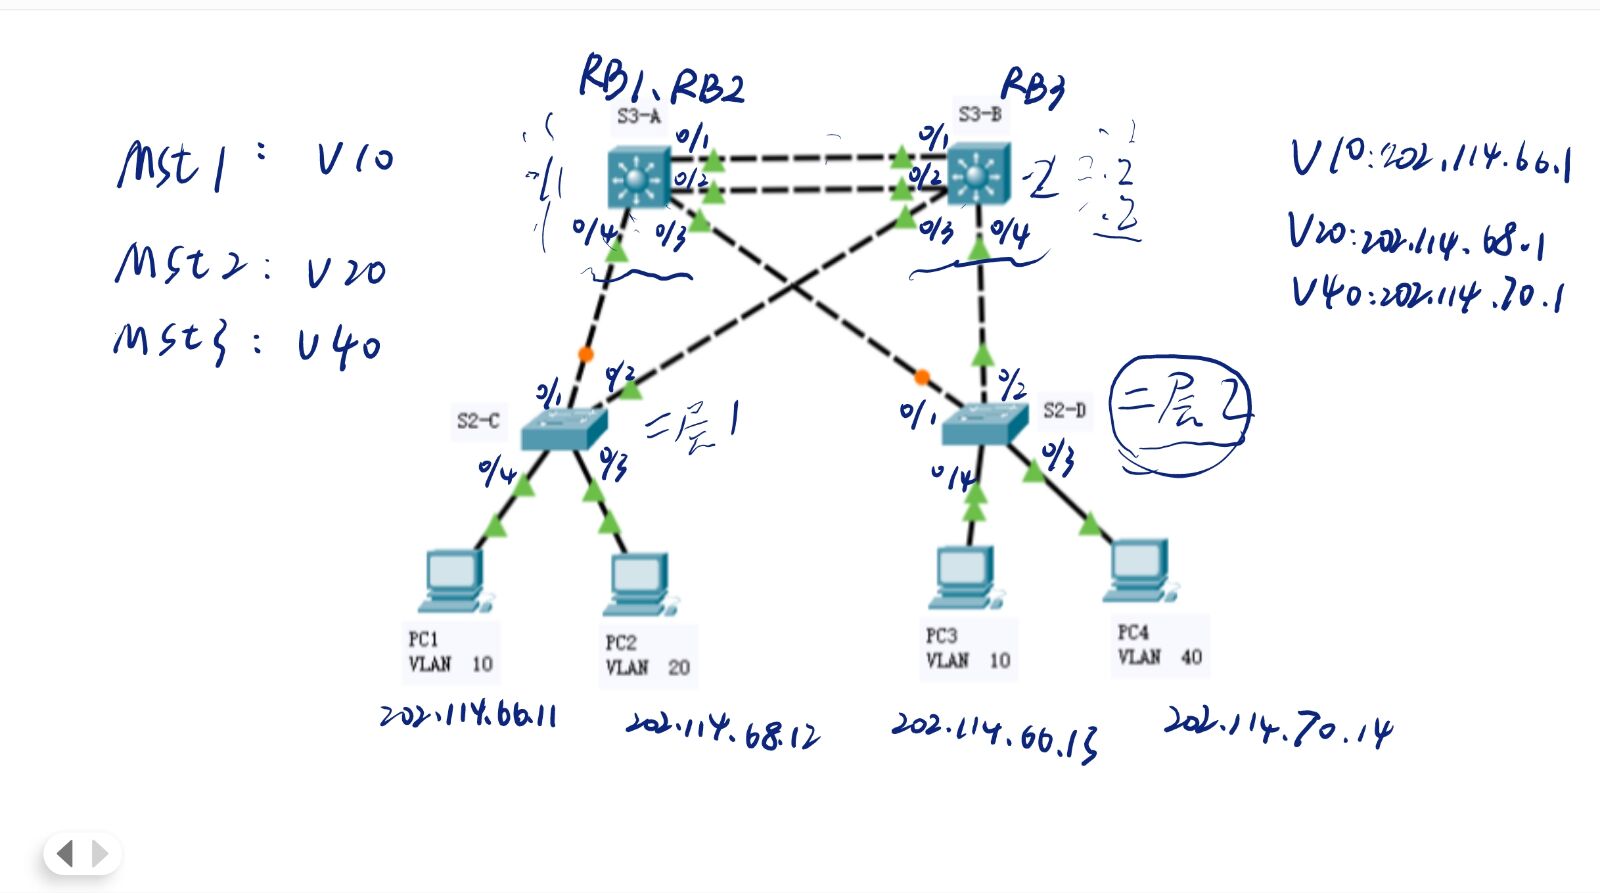 RB1、RB2
RB3
S3-A
S3-B
0/1
0/1
Mst1: V10
V10:202.114.66.1
0/2
0/2
.1
.2
.2
.2
V20:202.114.68.1
0/4
0/3
0/3
0/4
Mst2: V20
V40:202.114.70.1
Mst3: V40
0/1
0/2
0/1
0/2
S2-C
二层1
S2-D
二层2
0/4
0/3
0/4
0/3
PC1
VLAN 10
PC2
VLAN 20
PC3
VLAN 10
PC4
VLAN 40
202.114.66.11
202.114.68.12
202.114.66.13
202.114.70.14